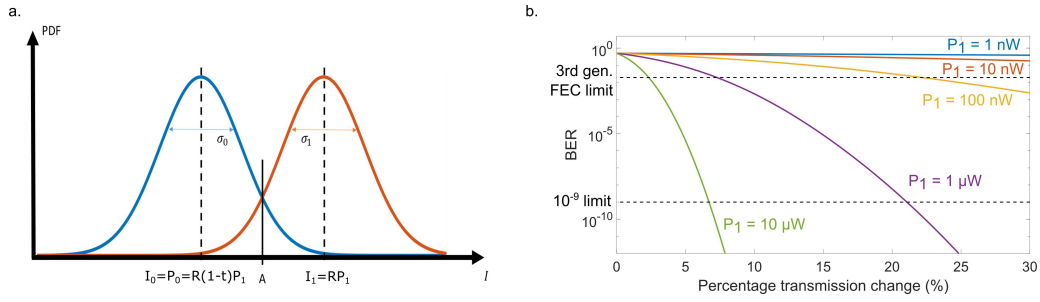 a.
PDF
σ0
σ1
I0=P0=R(1-t)P1
A
I1=RP1
l
b.
P1 = 1 nW
P1 = 10 nW
P1 = 100 nW
P1 = 1 µW
P1 = 10 µW
3rd gen.
FEC limit
10-9 limit
100
10-5
10-10
BER
0
5
10
15
20
25
30
Percentage transmission change (%)